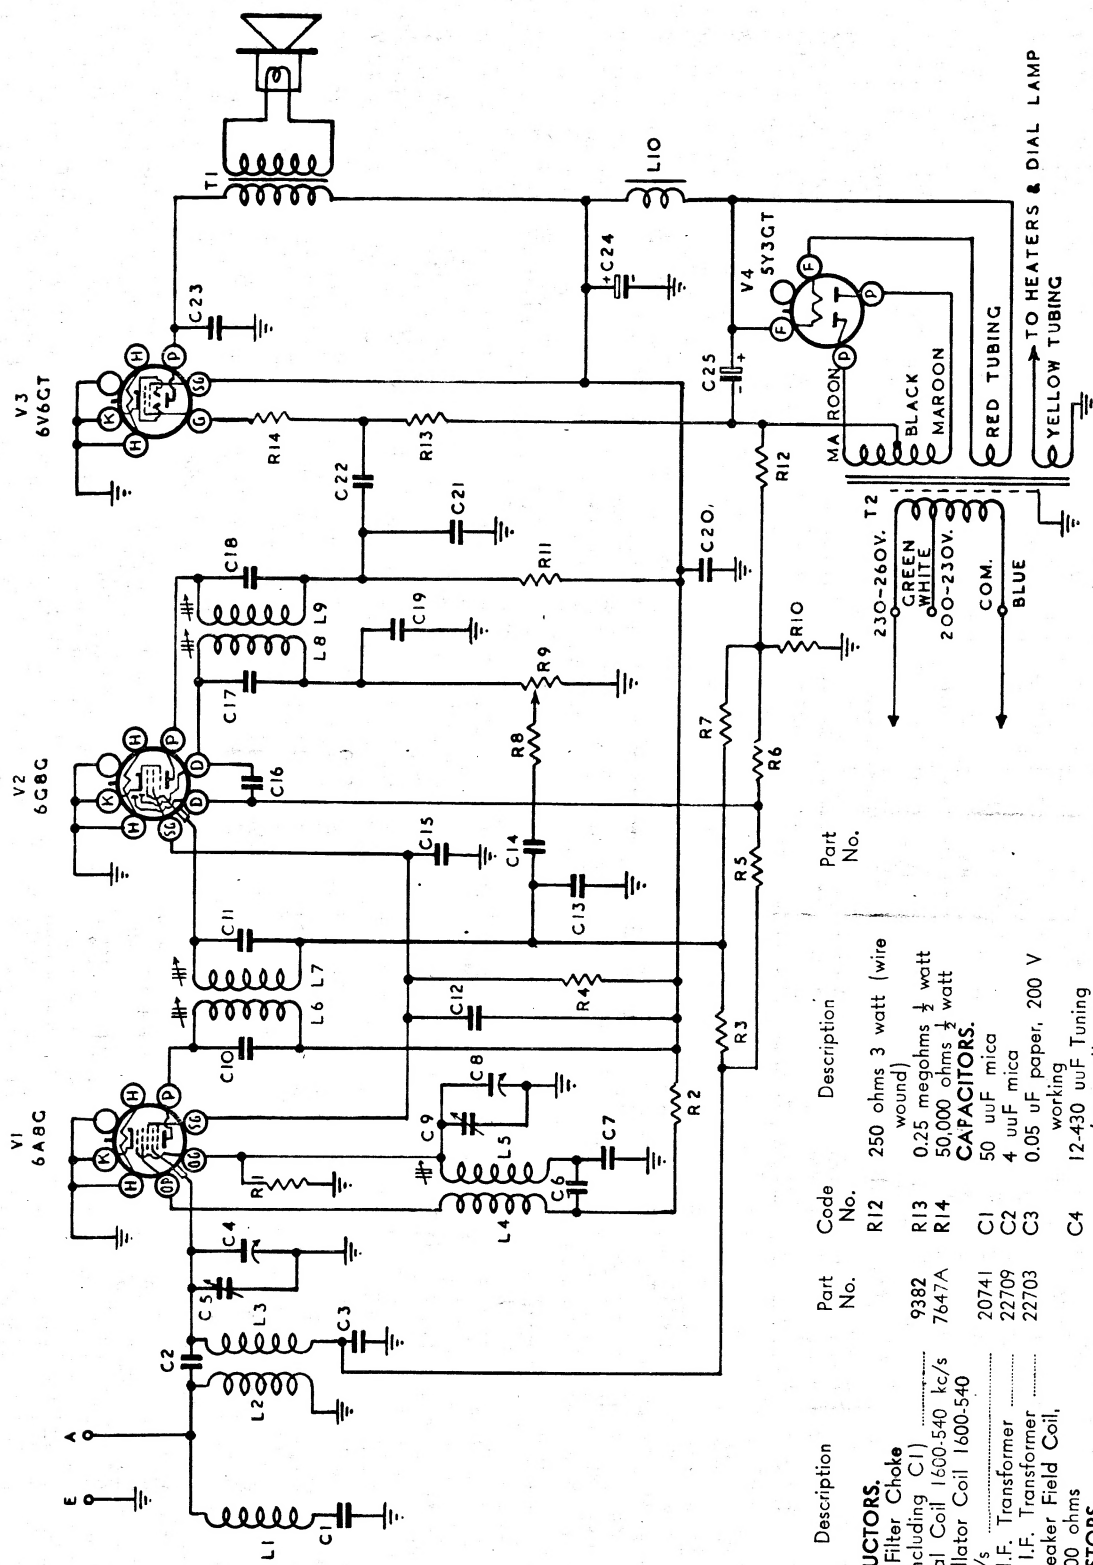 V1
6A8G
V2
6G8G
V3
6V6GT
V4
5Y3GT
E
A
L1
C1
C2
L2
L3
C3
C5
C4
K
H
H
P
OP
OG
SG
R1
L4
L5
C6
C7
C8
C9
C10
L6
L7
C11
R2
C12
R4
R3
K
H
H
P
SG
D
D
C13
C14
C15
C16
C17
L8
L9
C18
C19
R8
R9
R5
R6
R7
R10
R11
C20
C21
C22
R12
R13
R14
K
H
H
P
G
SG
C23
T1
C24
+
-
L10
C25
+
-
F
F
P
P
MAROON
BLACK
MAROON
RED TUBING
TO HEATERS & DIAL LAMP
YELLOW TUBING
T2
230-260V.
GREEN
WHITE
200-230V.
COM.
BLUE
Description
Part
No.
Code
No.
Description
Part
No.
UCTORS.
Filter Choke
ncluding C1)
al Coil 1600-540 kc/s
llator Coil 1600-540
/s
I.F. Transformer
I.F. Transformer
eaker Field Coil,
00 ohms
9382
7647A
20741
22709
22703
R12 250 ohms 3 watt (wire
wound)
R13 0.25 megohms ½ watt
R14 50,000 ohms ½ watt
CAPACITORS.
C1 50 uuF mica
C2 4 uuF mica
C3 0.05 uF paper, 200 V
working
C4 12-430 uuF Tuning